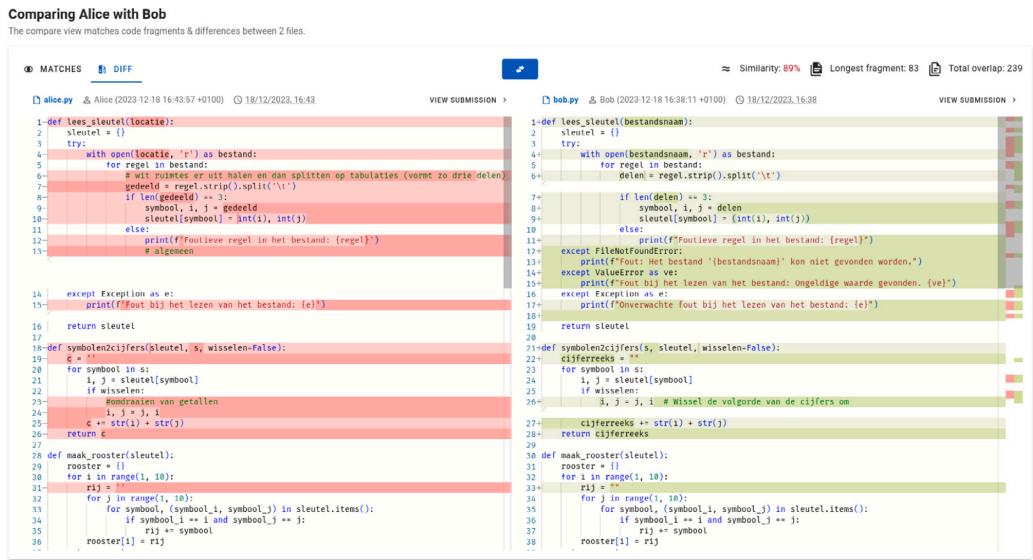 Comparing Alice with Bob
The compare view matches code fragments & differences between 2 files.
MATCHES DIFF Similarity: 89% Longest fragment: 83 Total overlap: 239
alice.py Alice (2023-12-18 16:43:57 +0100) 18/12/2023, 16:43 VIEW SUBMISSION >
1-def lees_sleutel(locatie):
2 sleutel = {}
3 try:
4- with open(locatie, 'r') as bestand:
5 for regel in bestand:
6- # wit ruimtes er uit halen en dan splitten op tabulaties (vormt zo drie delen)
7- gedeeld = regel.strip().split('\t')
8- if len(gedeeld) == 3:
9- symbool, i, j = gedeeld
10- sleutel[symbool] = int(i), int(j)
11 else:
12- print(f'Foutieve regel in het bestand: {regel}')
13- # algemeen
14 except Exception as e:
15- print(f'Fout bij het lezen van het bestand: {e}')
16 return sleutel
17
18-def symbolen2cijfers(sleutel, s, wisselen=False):
19- c = ''
20 for symbool in s:
21 i, j = sleutel[symbool]
22 if wisselen:
23- #omdraaien van getallen
24- i, j = j, i
25- c += str(i) + str(j)
26- return c
27
28 def maak_rooster(sleutel):
29 rooster = {}
30 for i in range(1, 10):
31- rij = ''
32 for j in range(1, 10):
33 for symbool, (symbool_i, symbool_j) in sleutel.items():
34 if symbool_i == i and symbool_j == j:
35 rij += symbool
36 rooster[i] = rij
bob.py Bob (2023-12-18 16:38:11 +0100) 18/12/2023, 16:38 VIEW SUBMISSION >
1+def lees_sleutel(bestandsnaam):
2 sleutel = {}
3 try:
4+ with open(bestandsnaam, 'r') as bestand:
5 for regel in bestand:
6+ delen = regel.strip().split('\t')
7+ if len(delen) == 3:
8+ symbool, i, j = delen
9+ sleutel[symbool] = (int(i), int(j))
10 else:
11+ print(f"Foutieve regel in het bestand: {regel}")
12+ except FileNotFoundError:
13+ print(f"Fout: Het bestand '{bestandsnaam}' kon niet gevonden worden.")
14+ except ValueError as ve:
15+ print(f"Fout bij het lezen van het bestand: Ongeldige waarde gevonden. {ve}")
16 except Exception as e:
17+ print(f"Onverwachte fout bij het lezen van het bestand: {e}")
18+
19 return sleutel
20
21+def symbolen2cijfers(s, sleutel, wisselen=False):
22+ cijferreeks = ""
23 for symbool in s:
24 i, j = sleutel[symbool]
25 if wisselen:
26+ i, j = j, i # Wissel de volgorde van de cijfers om
27+ cijferreeks += str(i) + str(j)
28+ return cijferreeks
29
30 def maak_rooster(sleutel):
31 rooster = {}
32 for i in range(1, 10):
33+ rij = ""
34 for j in range(1, 10):
35 for symbool, (symbool_i, symbool_j) in sleutel.items():
36 if symbool_i == i and symbool_j == j:
37 rij += symbool
38 rooster[i] = rij